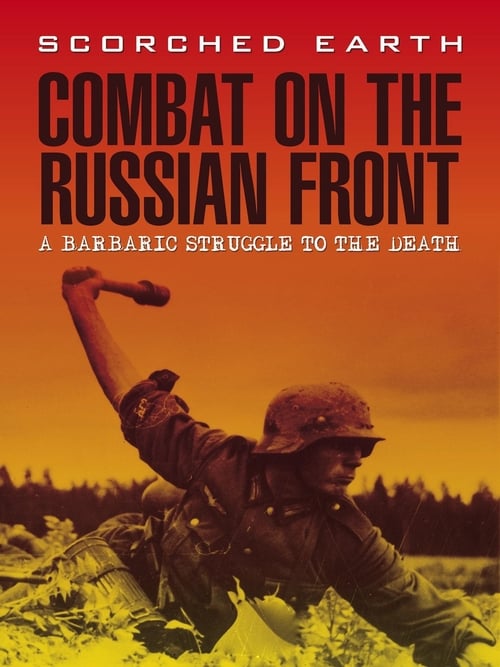 SCORCHED EARTH
COMBAT ON THE
RUSSIAN FRONT
A BARBARIC STRUGGLE TO THE DEATH